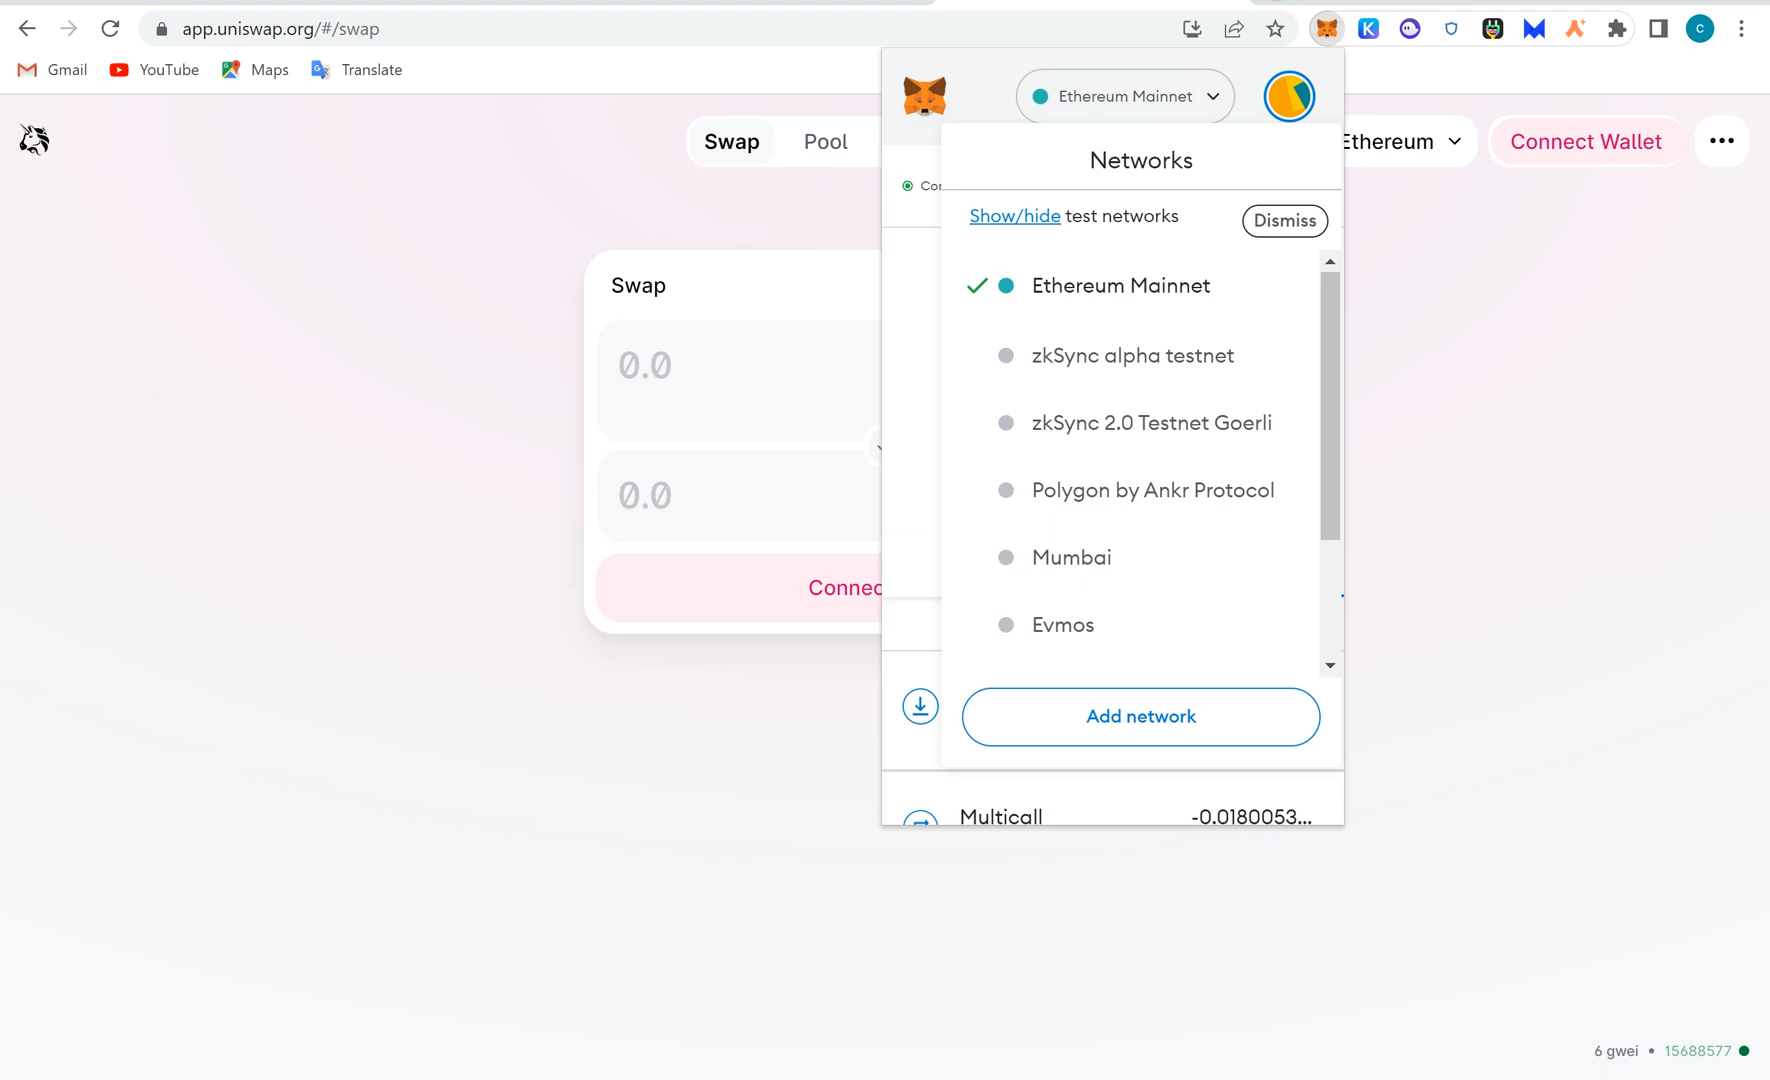 app.uniswap.org/#/swap
Gmail
YouTube
Maps
Translate
Ethereum Mainnet
Swap
Pool
Ethereum
Connect Wallet
Networks
Show/hide test networks
Dismiss
Swap
Ethereum Mainnet
0.0
zkSync alpha testnet
zkSync 2.0 Testnet Goerli
Polygon by Ankr Protocol
0.0
Mumbai
Connec
Evmos
Add network
Multicall
-0.0180053...
6 gwei • 15688577